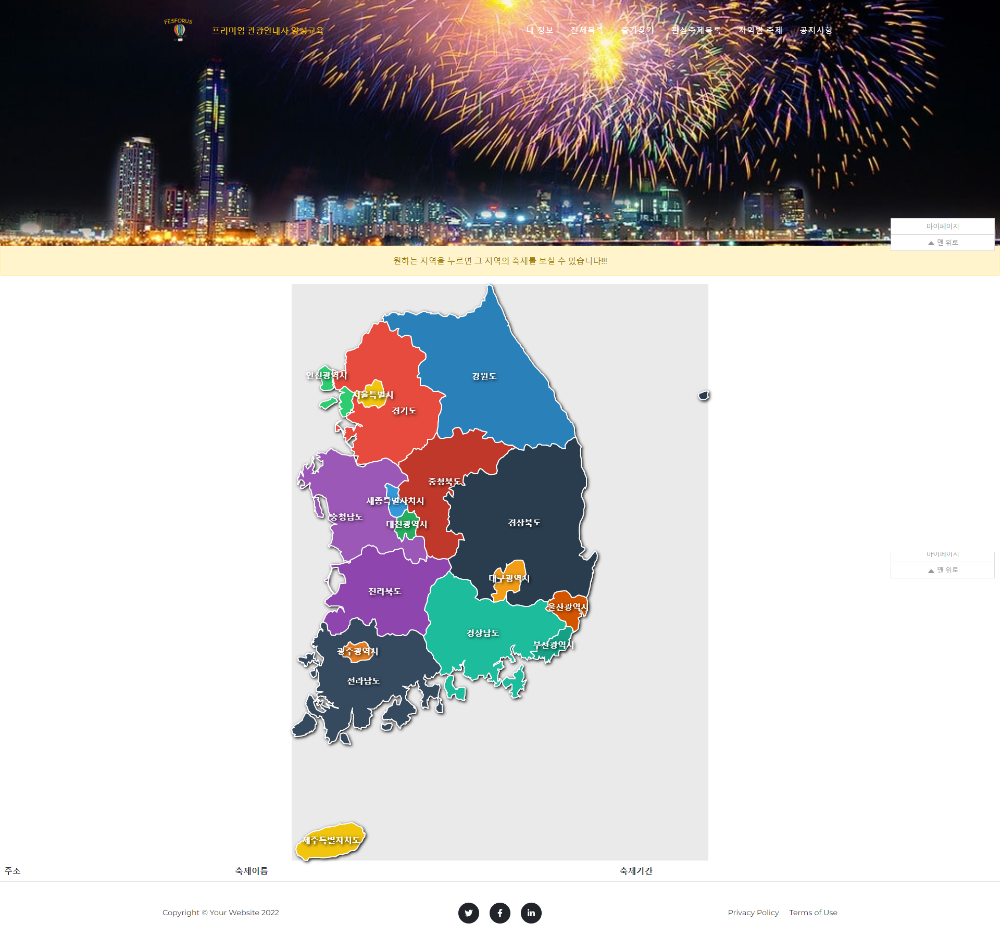 FESFORUS
프리미엄 관광안내사 양성교육
내 정보
전체목록
즐겨찾기
관심축제목록
지역별 축제
공지사항
마이페이지
맨 위로
원하는 지역을 누르면 그 지역의 축제를 보실 수 있습니다!!!
인천광역시
강원도
서울특별시
경기도
충청북도
세종특별자치시
충청남도
대전광역시
경상북도
마이페이지
맨 위로
대구광역시
전라북도
울산광역시
경상남도
부산광역시
광주광역시
전라남도
제주특별자치도
주소
축제이름
축제기간
Copyright © Your Website 2022
Privacy Policy
Terms of Use